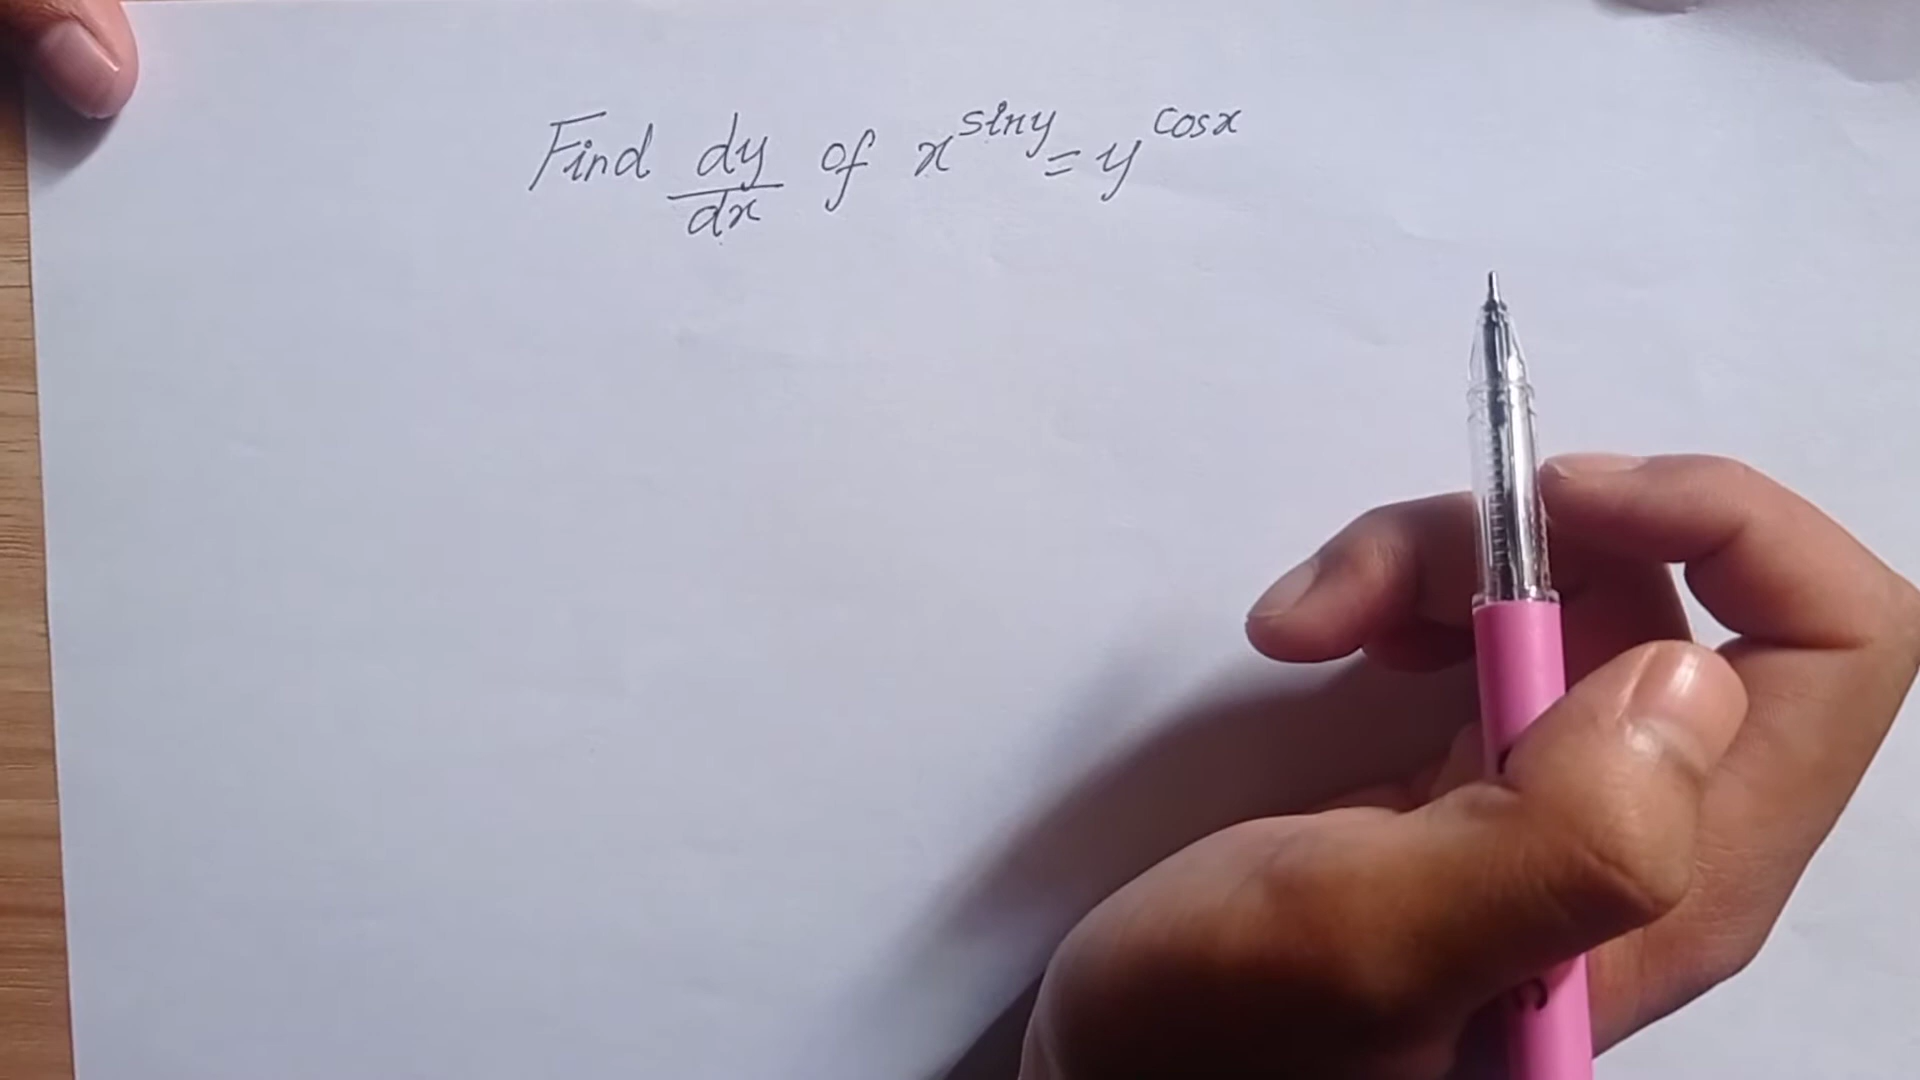 Find dy/dx of x^siny = y^cosx